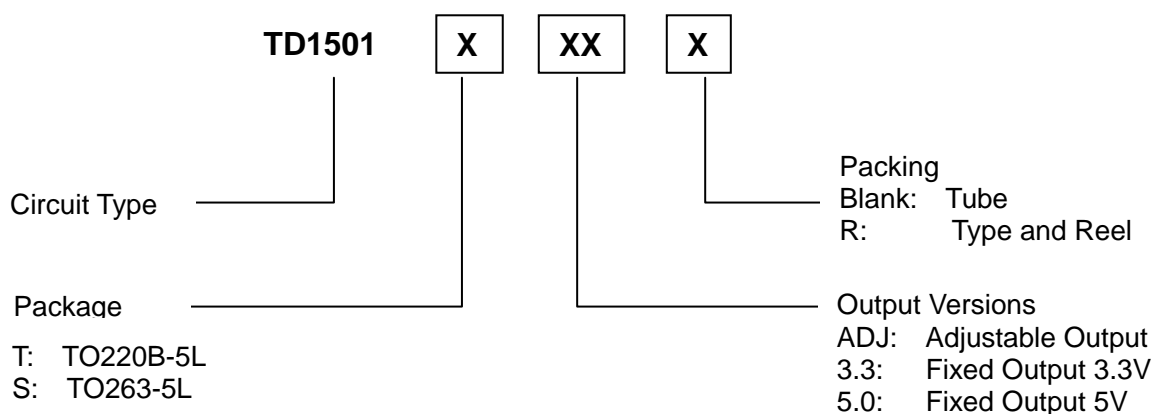 TD1501 X XX X
Circuit Type
Packing
Blank: Tube
R: Type and Reel
Package
T: TO220B-5L
S: TO263-5L
Output Versions
ADJ: Adjustable Output
3.3: Fixed Output 3.3V
5.0: Fixed Output 5V